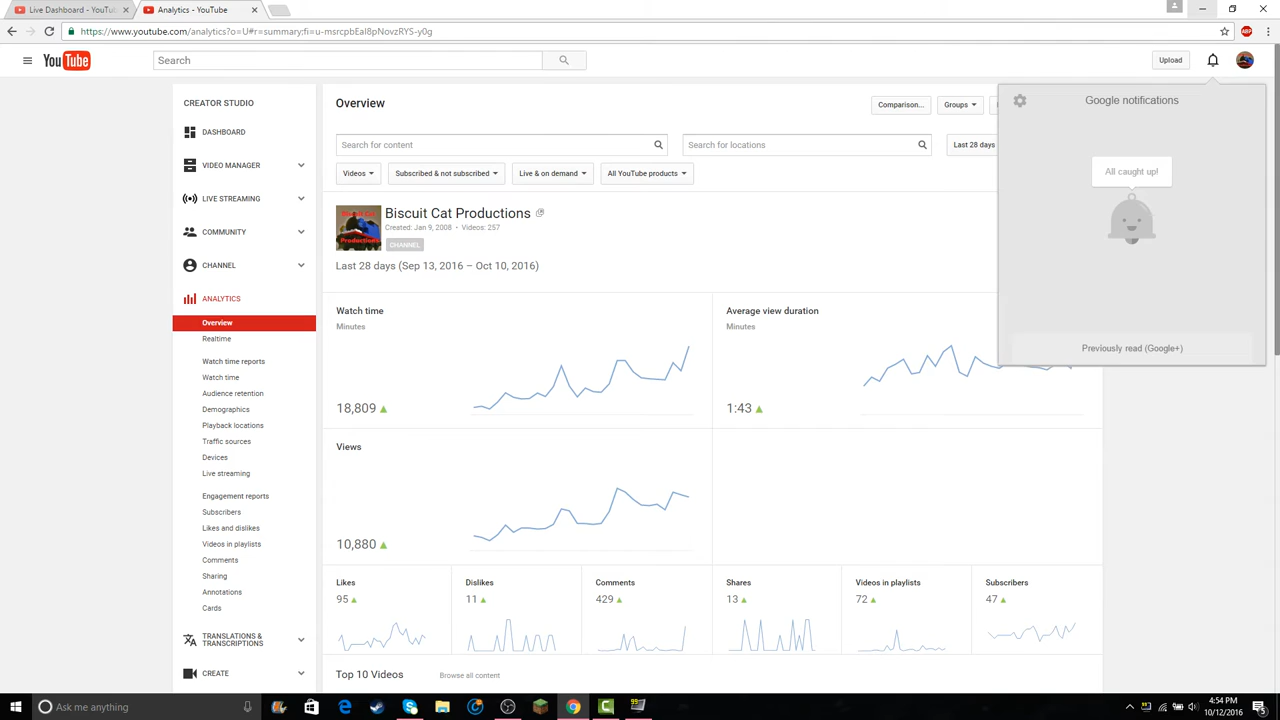 Live Dashboard - YouTube
Analytics - YouTube
https://www.youtube.com/analytics?o=U#r=summary;fi=u-msrcpbEal8pNovzRYS-y0g
ABP
YouTube
Search
Upload
CREATOR STUDIO
DASHBOARD
VIDEO MANAGER
LIVE STREAMING
COMMUNITY
CHANNEL
ANALYTICS
Overview
Realtime
Watch time reports
Watch time
Audience retention
Demographics
Playback locations
Traffic sources
Devices
Live streaming
Engagement reports
Subscribers
Likes and dislikes
Videos in playlists
Comments
Sharing
Annotations
Cards
TRANSLATIONS &
TRANSCRIPTIONS
CREATE
Overview
Comparison...
Groups
Search for content
Search for locations
Last 28 days
Videos
Subscribed & not subscribed
Live & on demand
All YouTube products
Biscuit Cat
Productions
Biscuit Cat Productions
Created: Jan 9, 2008 • Videos: 257
CHANNEL
Last 28 days (Sep 13, 2016 – Oct 10, 2016)
Watch time
Minutes
18,809
Average view duration
Minutes
1:43
Views
10,880
Likes
95
Dislikes
11
Comments
429
Shares
13
Videos in playlists
72
Subscribers
47
Top 10 Videos
Browse all content
Google notifications
All caught up!
Previously read (Google+)
Ask me anything
4:54 PM
10/12/2016